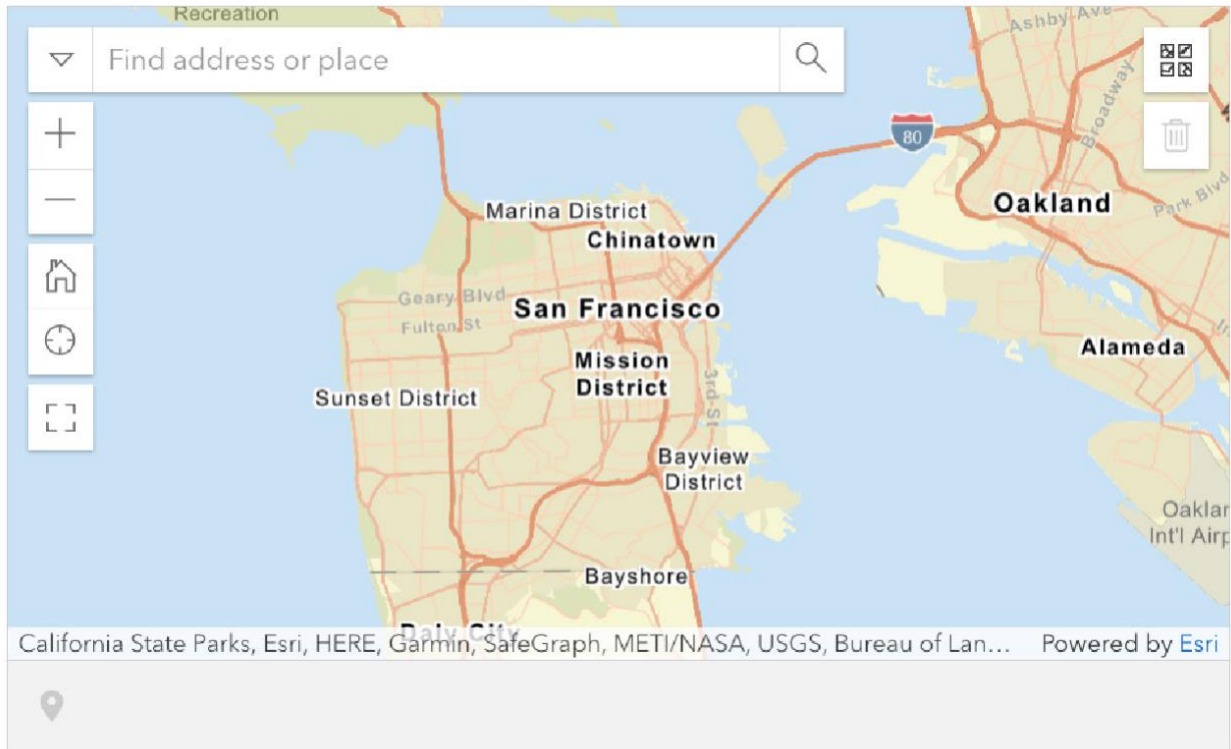 Recreation
Find address or place
Ashby Ave
Broadway
80
Park Blvd
Oakland
Marina District
Chinatown
Geary Blvd
San Francisco
Fulton St
Mission
District
Alameda
3rd St
Sunset District
Bayview
District
Oaklar
Int'l Airp
Bayshore
Daly City
California State Parks, Esri, HERE, Garmin, SafeGraph, METI/NASA, USGS, Bureau of Lan... Powered by Esri